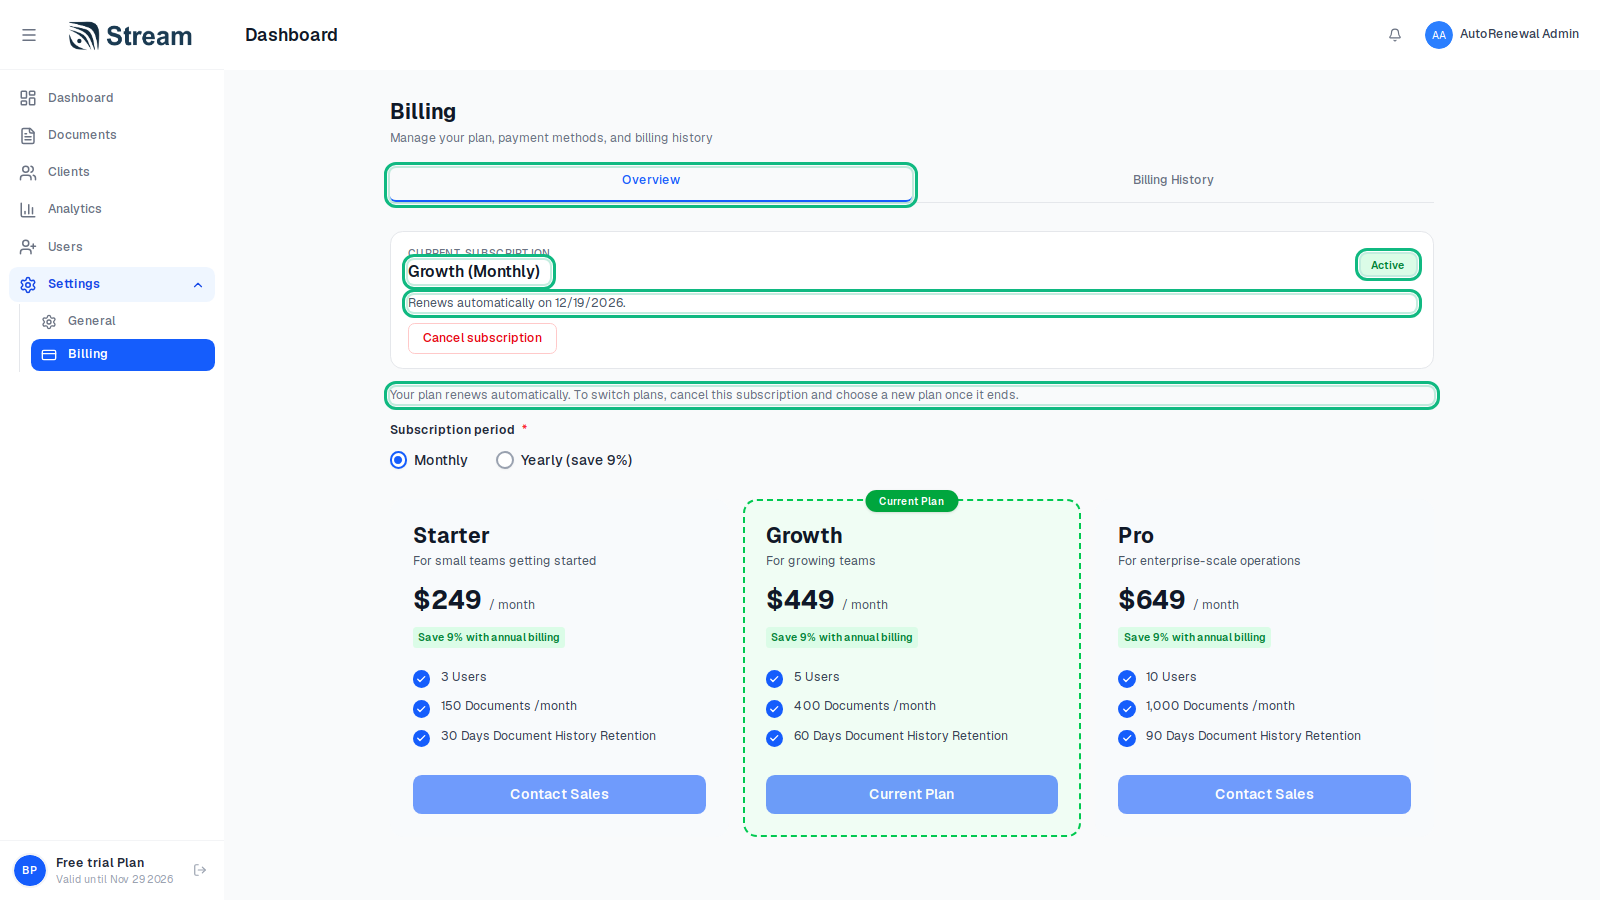 Stream
Dashboard
AA
AutoRenewal Admin
Dashboard
Documents
Clients
Analytics
Users
Settings
General
Billing
Billing
Manage your plan, payment methods, and billing history
Overview
Billing History
CURRENT SUBSCRIPTION
Growth (Monthly)
Active
Renews automatically on 12/19/2026.
Cancel subscription
Your plan renews automatically. To switch plans, cancel this subscription and choose a new plan once it ends.
Subscription period *
Monthly
Yearly (save 9%)
Starter
For small teams getting started
$249 / month
Save 9% with annual billing
3 Users
150 Documents /month
30 Days Document History Retention
Contact Sales
Current Plan
Growth
For growing teams
$449 / month
Save 9% with annual billing
5 Users
400 Documents /month
60 Days Document History Retention
Current Plan
Pro
For enterprise-scale operations
$649 / month
Save 9% with annual billing
10 Users
1,000 Documents /month
90 Days Document History Retention
Contact Sales
BP
Free trial Plan
Valid until Nov 29 2026